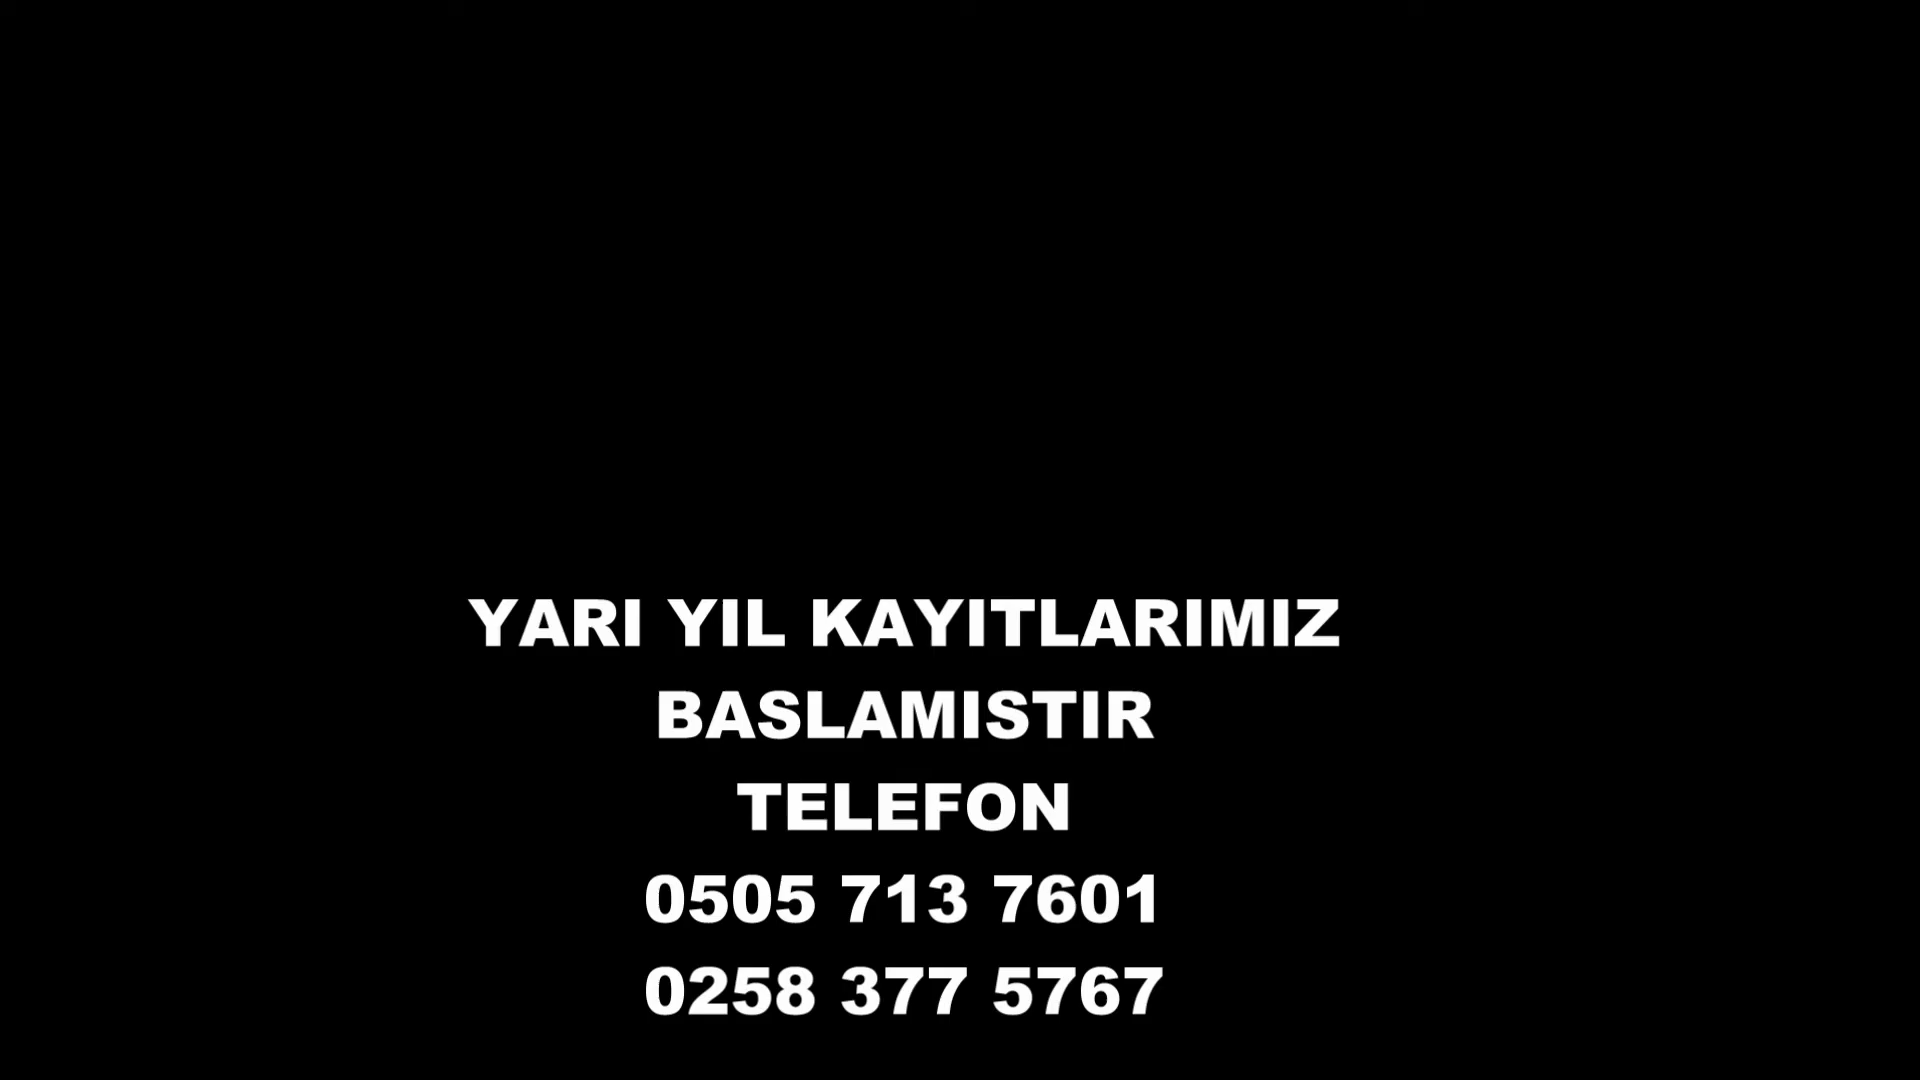 YARI YIL KAYITLARIMIZ
BASLAMISTIR
TELEFON
0505 713 7601
0258 377 5767